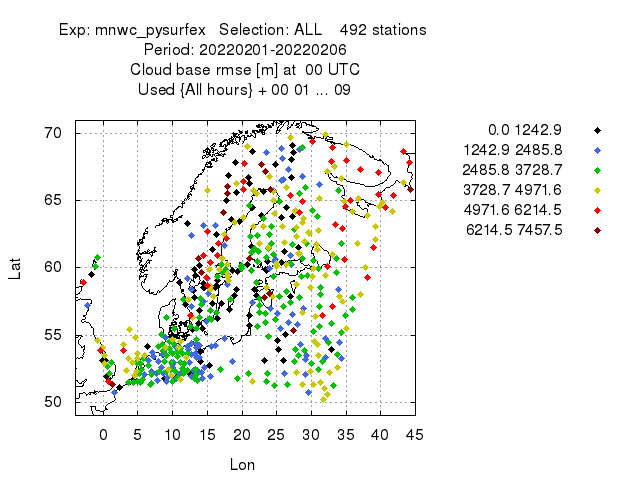 Exp: mnwc_pysurfex   Selection: ALL    492 stations
Period: 20220201-20220206
Cloud base rmse [m] at  00 UTC
Used {All hours} + 00 01 ... 09
0.0 1242.9
1242.9 2485.8
2485.8 3728.7
3728.7 4971.6
4971.6 6214.5
6214.5 7457.5
70
65
60
55
50
Lat
0 5 10 15 20 25 30 35 40 45
Lon